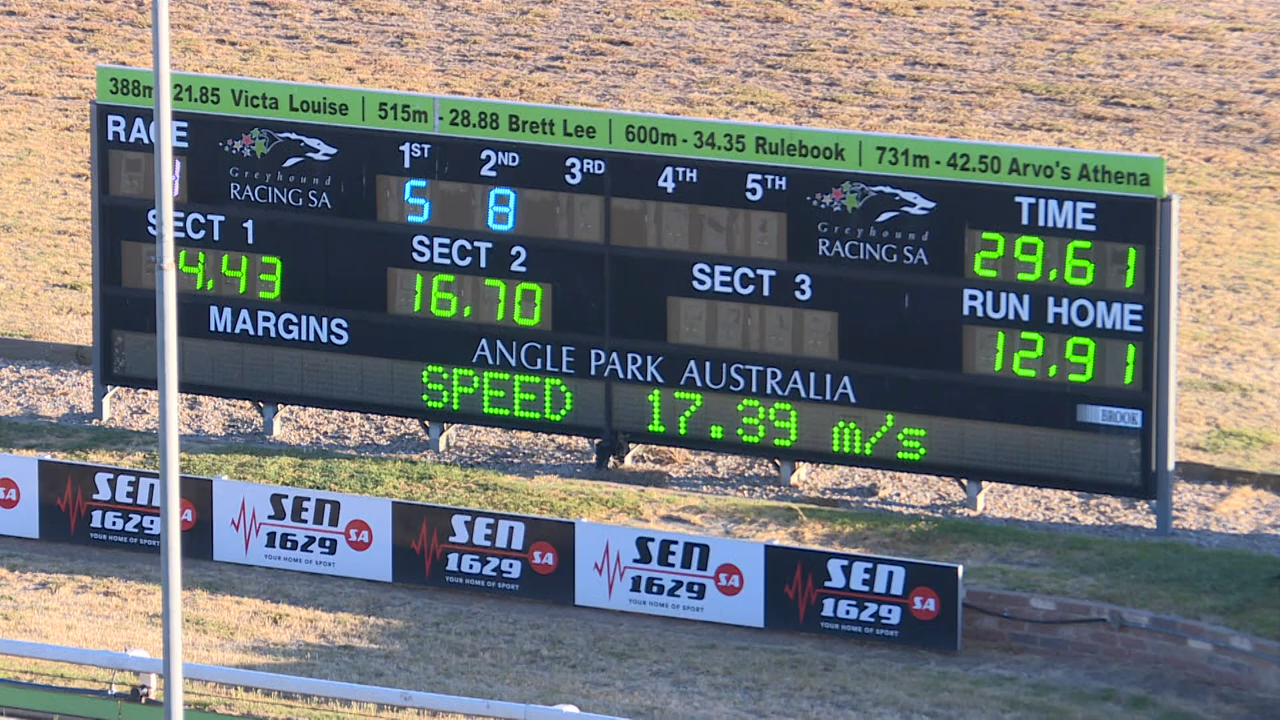 388m 21.85 Victa Louise | 515m - 28.88 Brett Lee | 600m - 34.35 Rulebook | 731m - 42.50 Arvo's Athena
RACE
Greyhound
RACING SA
1ST 2ND 3RD 4TH 5TH
Greyhound
RACING SA
TIME
5 8
29.61
SECT 1
SECT 2
SECT 3
RUN HOME
4.43
16.70
12.91
MARGINS
ANGLE PARK AUSTRALIA
BROOK
SPEED 17.39 m/s
SA
SEN
1629
SA
SEN
1629
SA
YOUR HOME OF SPORT
SEN
1629
SA
YOUR HOME OF SPORT
SEN
1629
SA
YOUR HOME OF SPORT
SEN
1629
SA
YOUR HOME OF SPORT